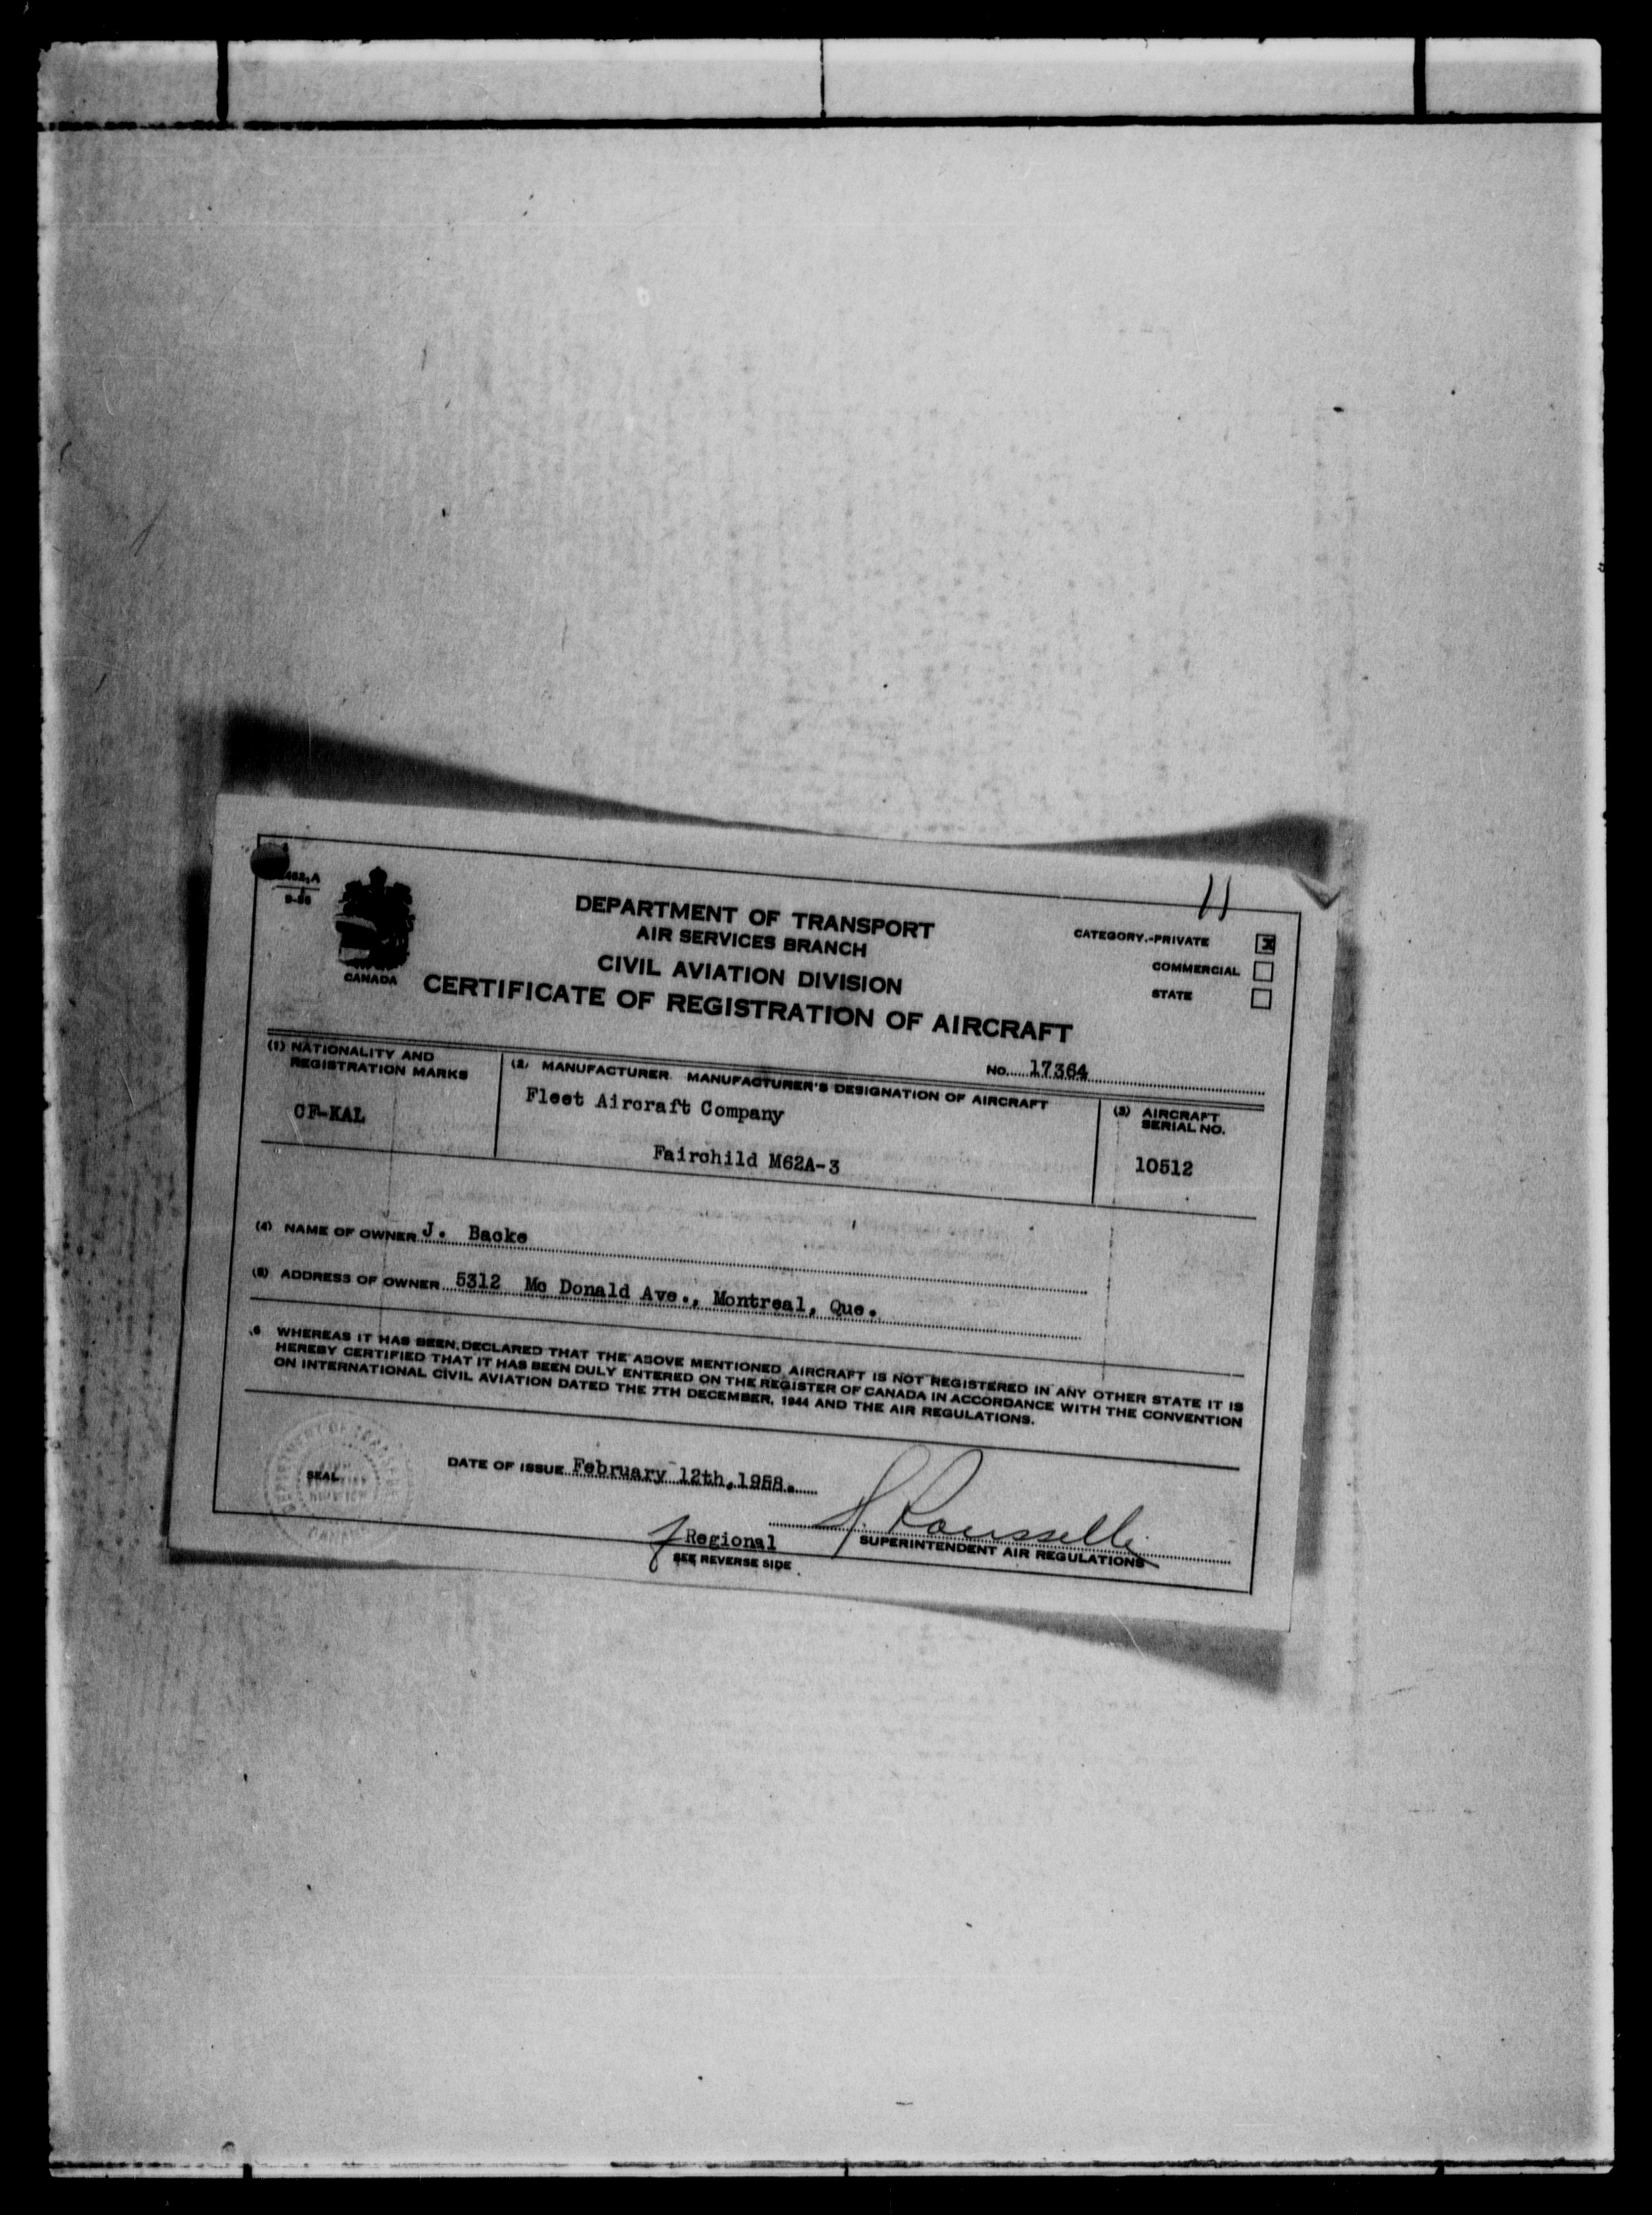 11
462,A
9-56
CANADA
DEPARTMENT OF TRANSPORT
AIR SERVICES BRANCH
CIVIL AVIATION DIVISION
CERTIFICATE OF REGISTRATION OF AIRCRAFT
CATEGORY.-PRIVATE X
COMMERCIAL
STATE
NO. 17364
(1) NATIONALITY AND
REGISTRATION MARKS
CF-KAL
(2) MANUFACTURER. MANUFACTURER'S DESIGNATION OF AIRCRAFT
Fleet Aircraft Company
Fairchild M62A-3
(3) AIRCRAFT
SERIAL NO.
10512
(4) NAME OF OWNER J. Backe
(5) ADDRESS OF OWNER 5312 Mc Donald Ave., Montreal, Que.
6 WHEREAS IT HAS BEEN DECLARED THAT THE ABOVE MENTIONED AIRCRAFT IS NOT REGISTERED IN ANY OTHER STATE IT IS
HEREBY CERTIFIED THAT IT HAS BEEN DULY ENTERED ON THE REGISTER OF CANADA IN ACCORDANCE WITH THE CONVENTION
ON INTERNATIONAL CIVIL AVIATION DATED THE 7TH DECEMBER, 1944 AND THE AIR REGULATIONS.
SEAL
DATE OF ISSUE February 12th, 1958.
Rousselle
Regional SUPERINTENDENT AIR REGULATIONS
SEE REVERSE SIDE